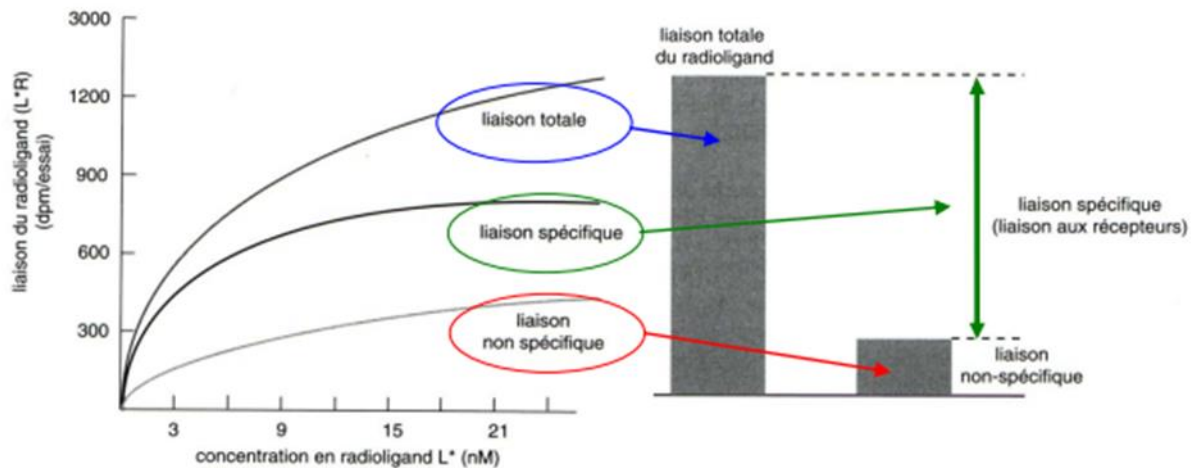 3000
1200
900
600
300
liaison du radioligand (L*R)
(dpm/essai)
3
9
15
21
concentration en radioligand L* (nM)
liaison totale
liaison spécifique
liaison
non spécifique
liaison totale
du radioligand
liaison spécifique
(liaison aux récepteurs)
liaison
non-spécifique